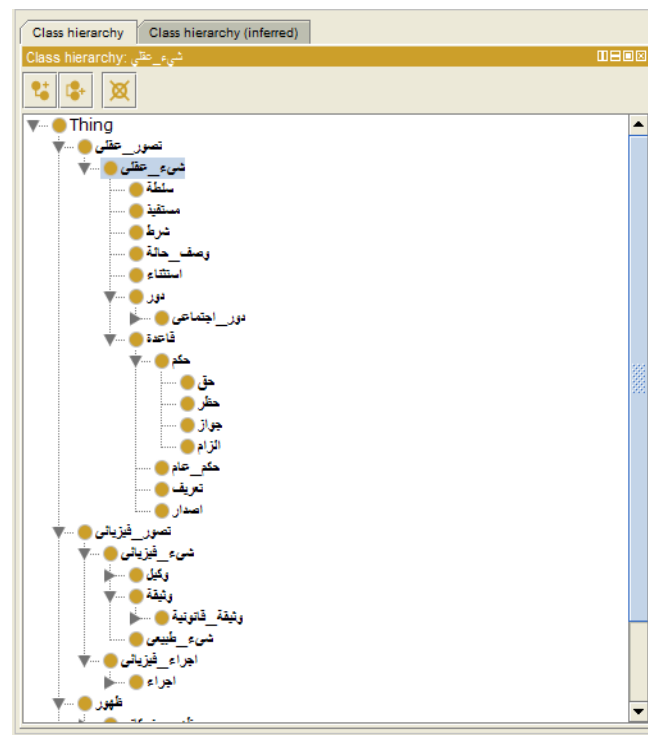 Class hierarchy Class hierarchy (inferred)
Class hierarchy: شيء_عقلي
Thing
تصور_عقلي
شيء_عقلي
سلطة
مستفيذ
شرط
وصف_حالة
استثناء
دور
دور_اجتماعي
قاعدة
حكم
حق
حظر
جواز
الزام
حكم_عام
تعريف
اصدار
تصور_فيزيائي
شيء_فيزيائي
وكيل
وثيقة
وثيقة_قانونية
شيء_طبيعي
اجراء_فيزيائي
اجراء
ظهور